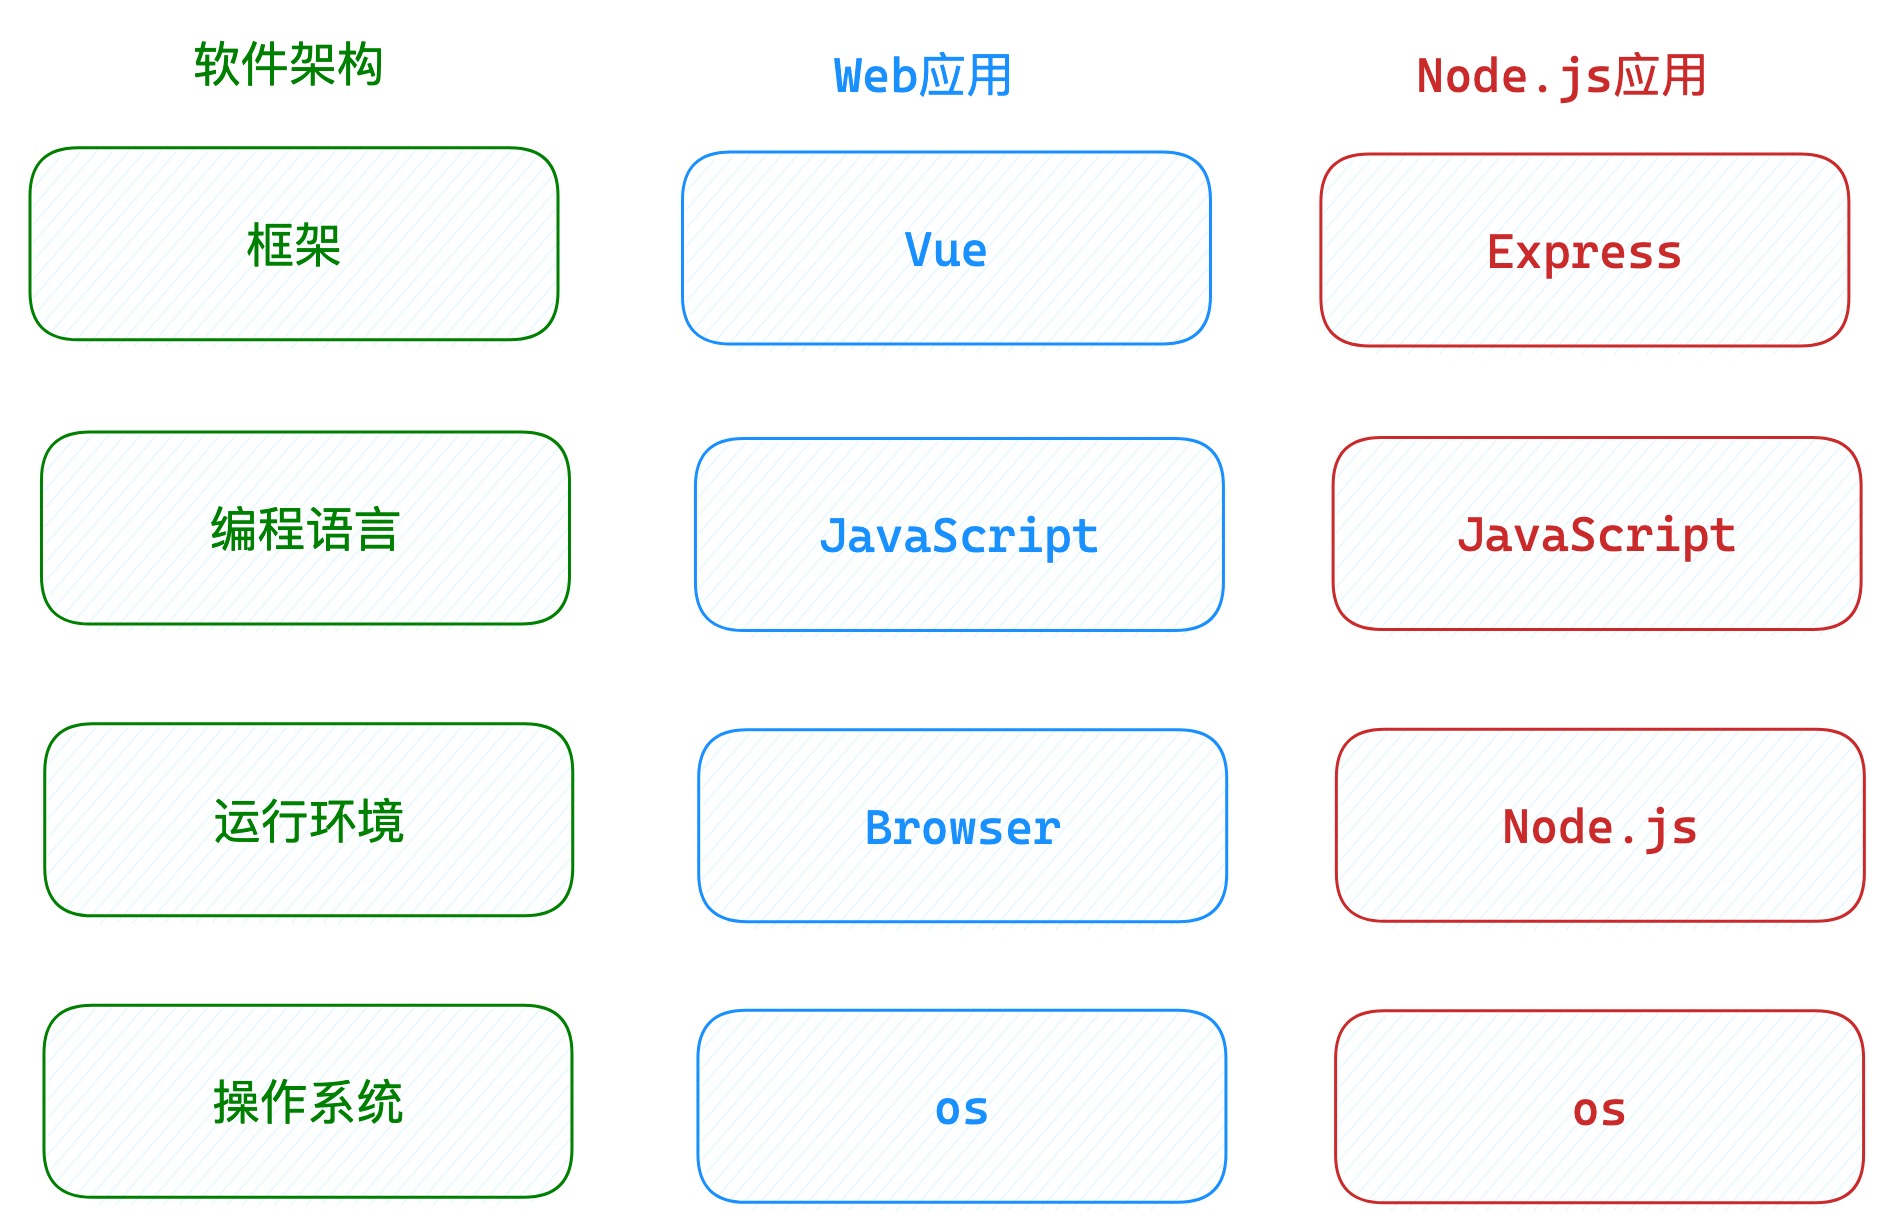 软件架构
Web应用
Node.js应用
框架
Vue
Express
编程语言
JavaScript
JavaScript
运行环境
Browser
Node.js
操作系统
os
os